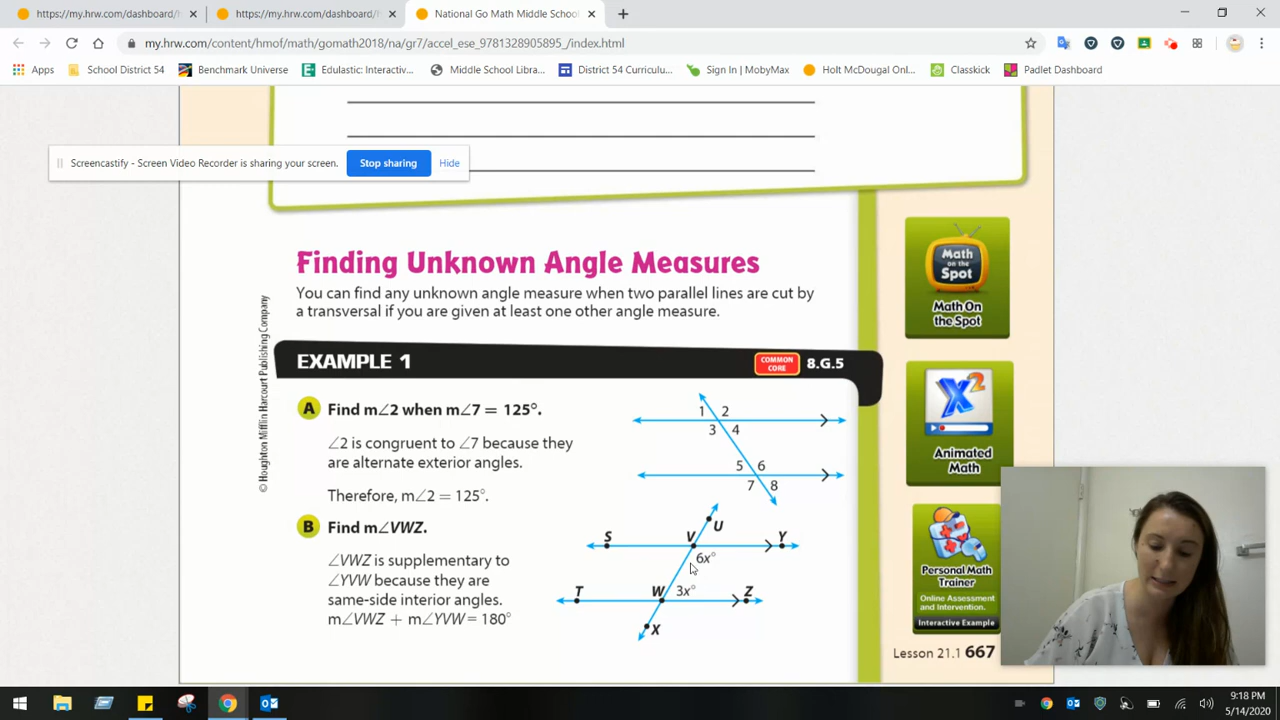 https://my.hrw.com/dashboard/h
https://my.hrw.com/dashboard/h
National Go Math Middle School
my.hrw.com/content/hmof/math/gomath2018/na/gr7/accel_ese_9781328905895_/index.html
Apps
School District 54
Benchmark Universe
Edulastic: Interactiv...
Middle School Libra...
District 54 Curriculu...
Sign In | MobyMax
Holt McDougal Onl...
Classkick
Padlet Dashboard
Screencastify - Screen Video Recorder is sharing your screen.
Stop sharing
Hide
Finding Unknown Angle Measures
You can find any unknown angle measure when two parallel lines are cut by
a transversal if you are given at least one other angle measure.
EXAMPLE 1
COMMON
CORE
8.G.5
A Find m∠2 when m∠7 = 125°.
∠2 is congruent to ∠7 because they
are alternate exterior angles.
Therefore, m∠2 = 125°.
1 2
3 4
5 6
7 8
B Find m∠VWZ.
∠VWZ is supplementary to
∠YVW because they are
same-side interior angles.
m∠VWZ + m∠YVW = 180°
U
S V Y
6x°
T W 3x° Z
X
© Houghton Mifflin Harcourt Publishing Company
Math
on the
Spot
Math On
the Spot
X²
Animated
Math
Personal Math
Trainer
Online Assessment
and Intervention.
Interactive Example
Lesson 21.1 667
9:18 PM
5/14/2020